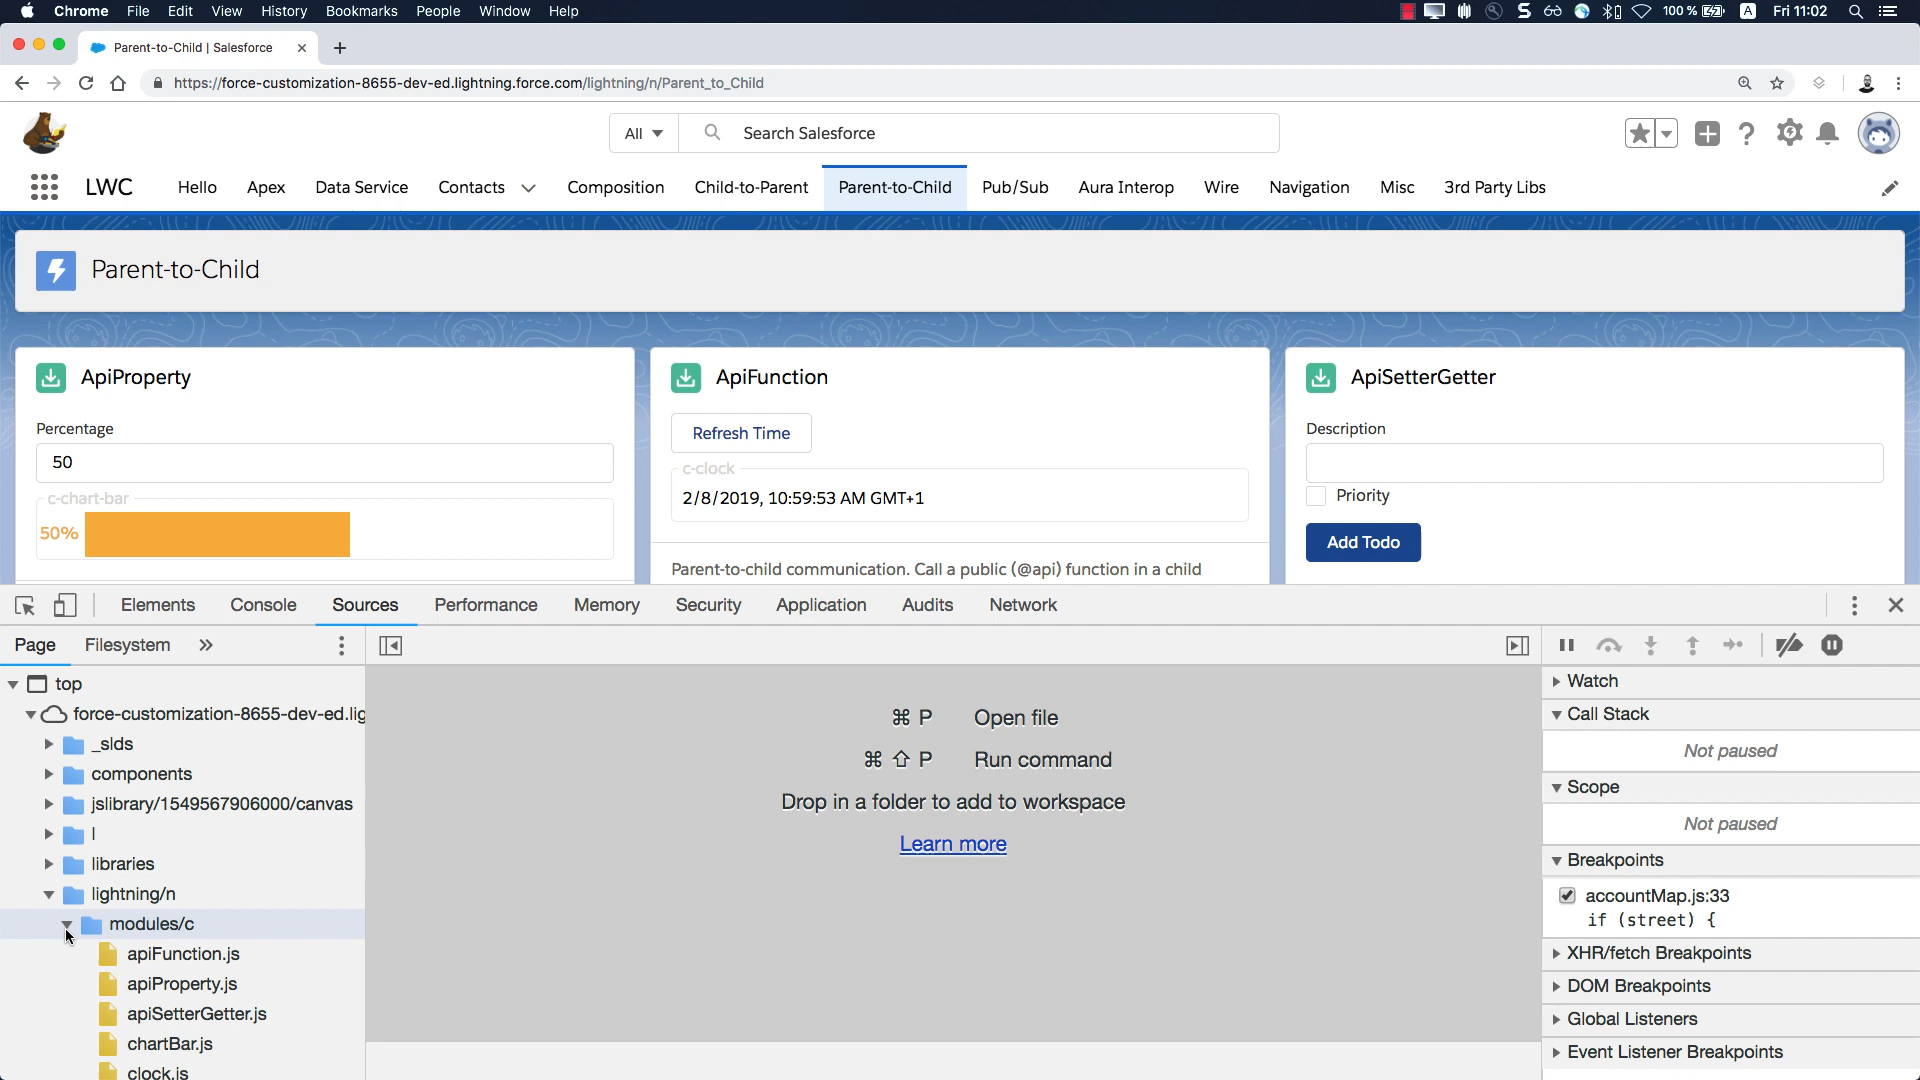 Chrome File Edit View History Bookmarks People Window Help
100 % A Fri 11:02
Parent-to-Child | Salesforce
https://force-customization-8655-dev-ed.lightning.force.com/lightning/n/Parent_to_Child
All Search Salesforce
LWC Hello Apex Data Service Contacts Composition Child-to-Parent Parent-to-Child Pub/Sub Aura Interop Wire Navigation Misc 3rd Party Libs
Parent-to-Child
ApiProperty
Percentage
50
c-chart-bar
50%
ApiFunction
Refresh Time
c-clock
2/8/2019, 10:59:53 AM GMT+1
Parent-to-child communication. Call a public (@api) function in a child
ApiSetterGetter
Description
Priority
Add Todo
Elements Console Sources Performance Memory Security Application Audits Network
Page Filesystem »
top
force-customization-8655-dev-ed.lig
_slds
components
jslibrary/1549567906000/canvas
l
libraries
lightning/n
modules/c
apiFunction.js
apiProperty.js
apiSetterGetter.js
chartBar.js
clock.js
⌘ P Open file
⌘ ⇧ P Run command
Drop in a folder to add to workspace
Learn more
Watch
Call Stack
Not paused
Scope
Not paused
Breakpoints
accountMap.js:33
if (street) {
XHR/fetch Breakpoints
DOM Breakpoints
Global Listeners
Event Listener Breakpoints